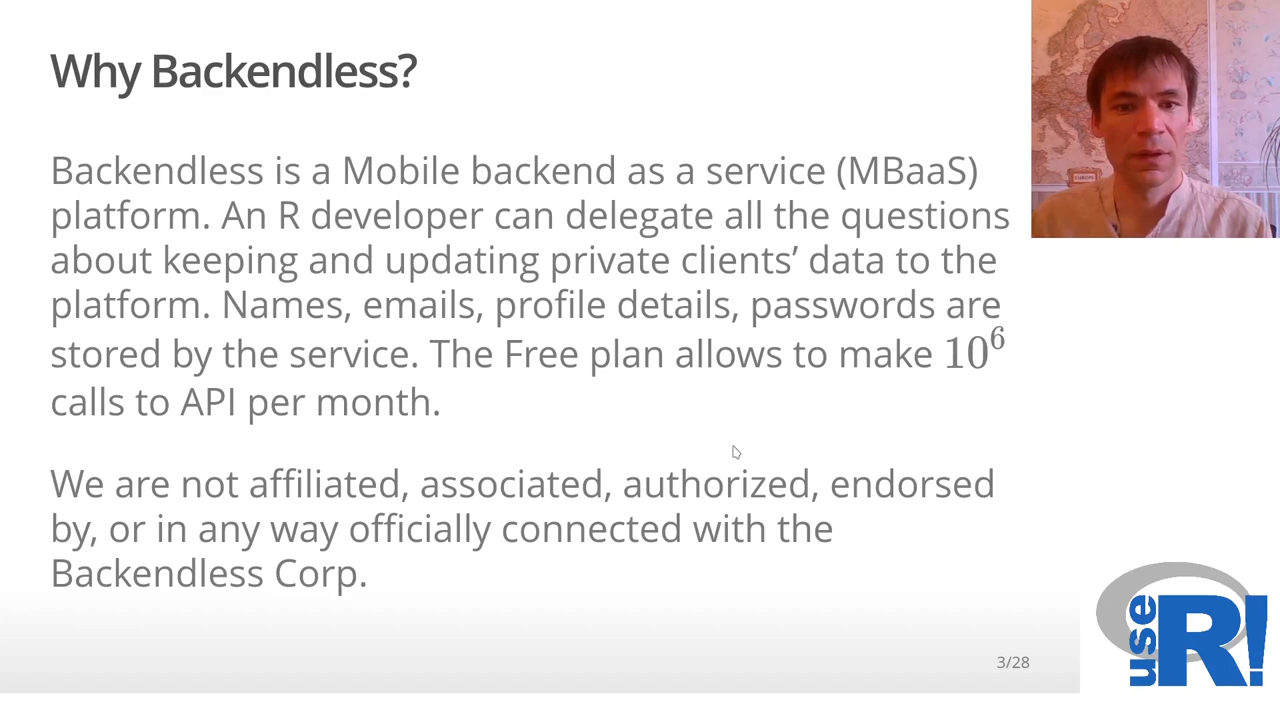 Why Backendless?
Backendless is a Mobile backend as a service (MBaaS)
platform. An R developer can delegate all the questions
about keeping and updating private clients’ data to the
platform. Names, emails, profile details, passwords are
stored by the service. The Free plan allows to make 10⁶
calls to API per month.
We are not affiliated, associated, authorized, endorsed
by, or in any way officially connected with the
Backendless Corp.
3/28
EUROPE
use
R!